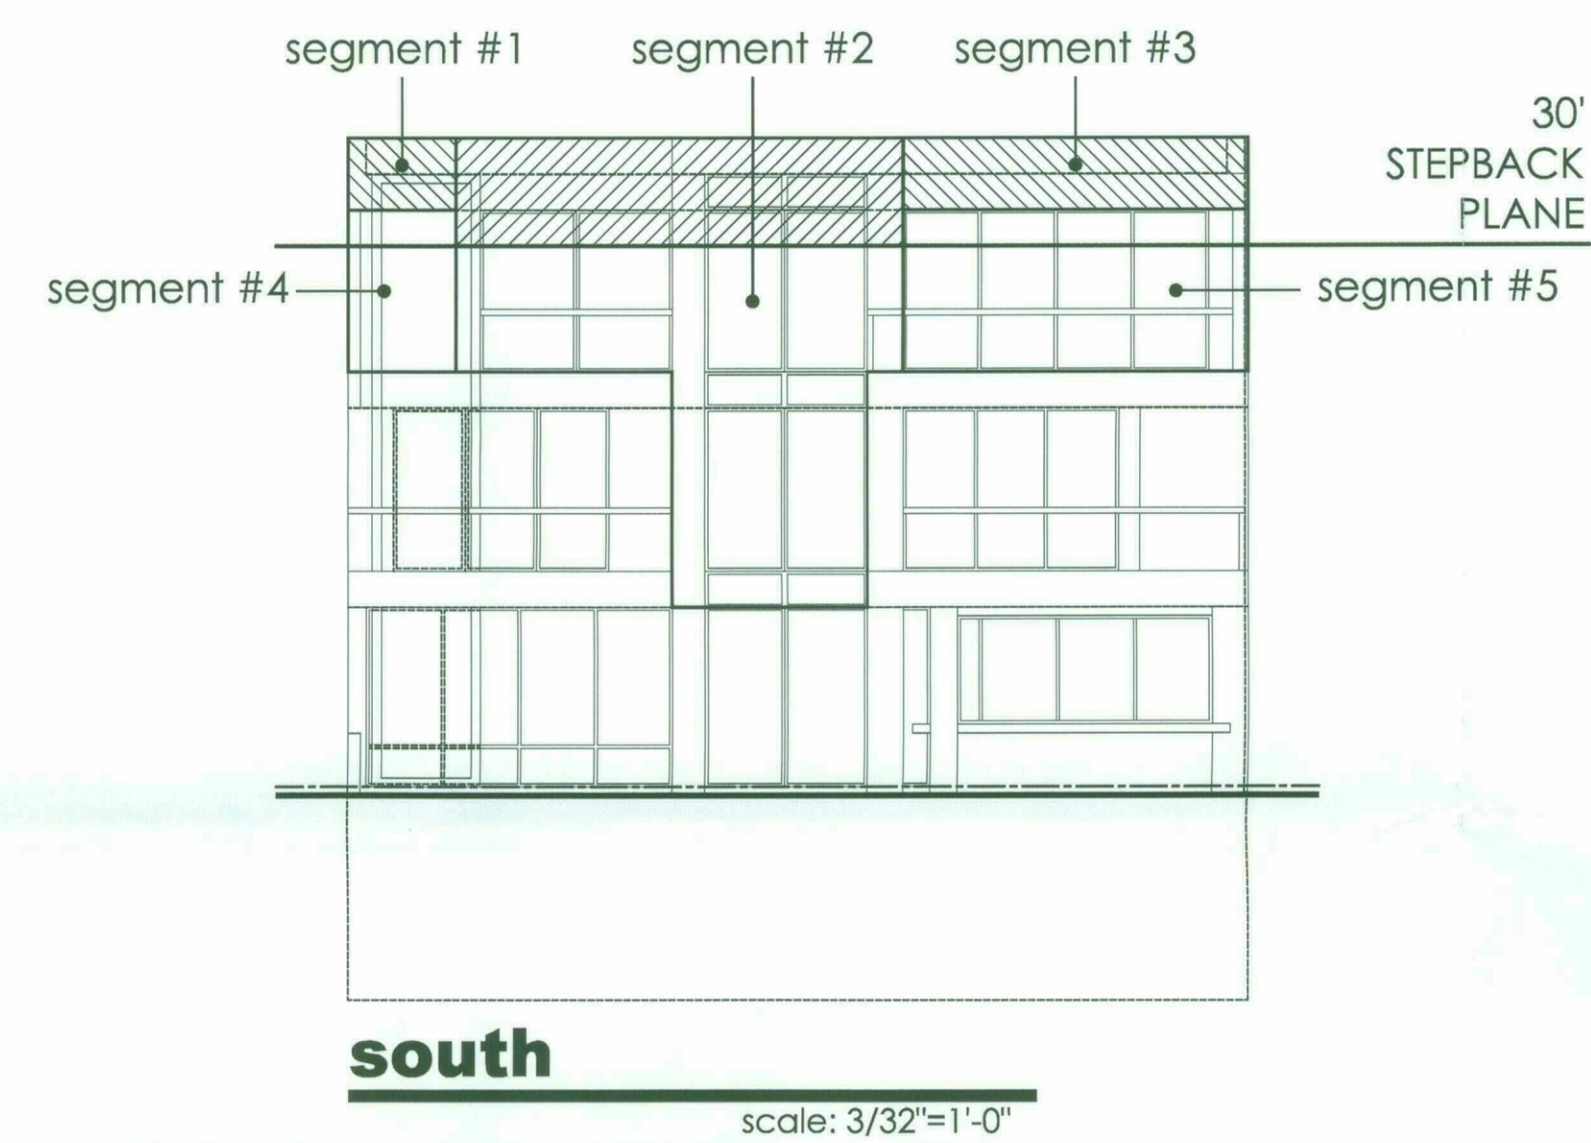 segment #1
segment #2
segment #3
30'
STEPBACK
PLANE
segment #4
segment #5
south
scale: 3/32"=1'-0"